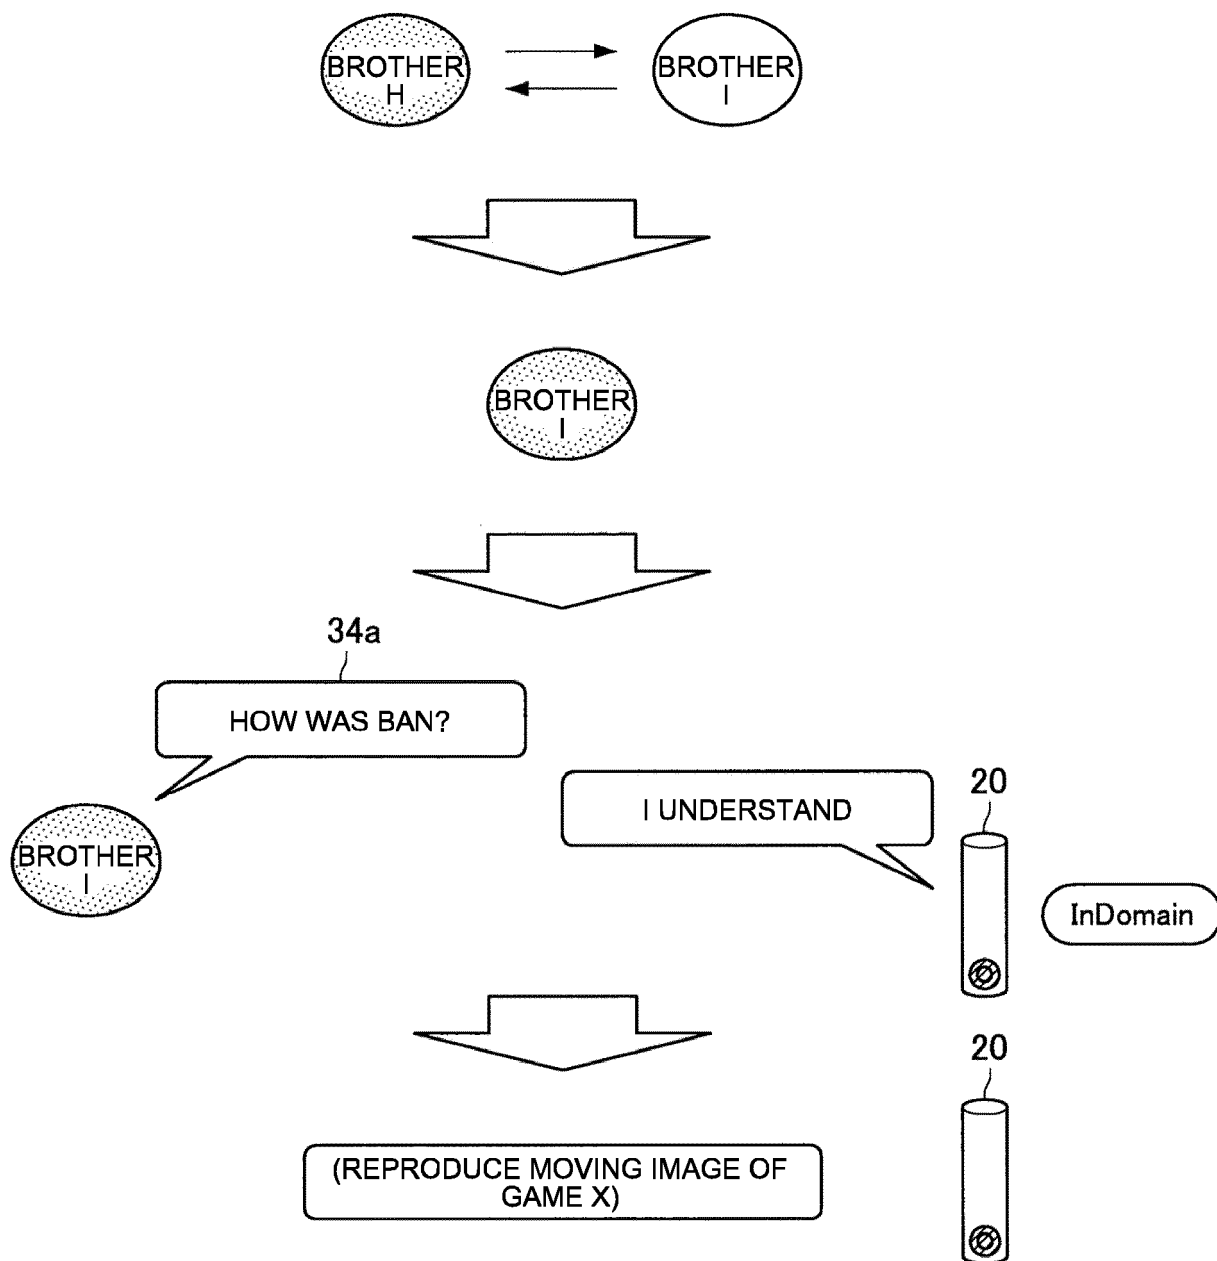 BROTHER
H
BROTHER
I
BROTHER
I
34a
HOW WAS BAN?
I UNDERSTAND
20
BROTHER
I
InDomain
20
(REPRODUCE MOVING IMAGE OF
GAME X)